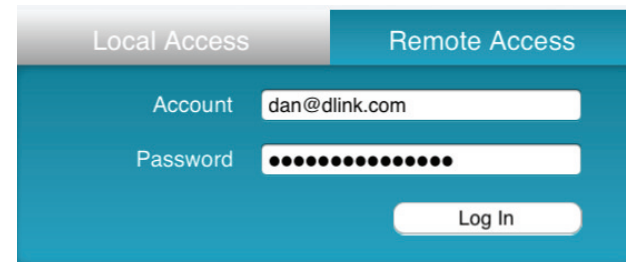 Local Access Remote Access
Account dan@dlink.com
Password ●●●●●●●●●●●●●●●
Log In